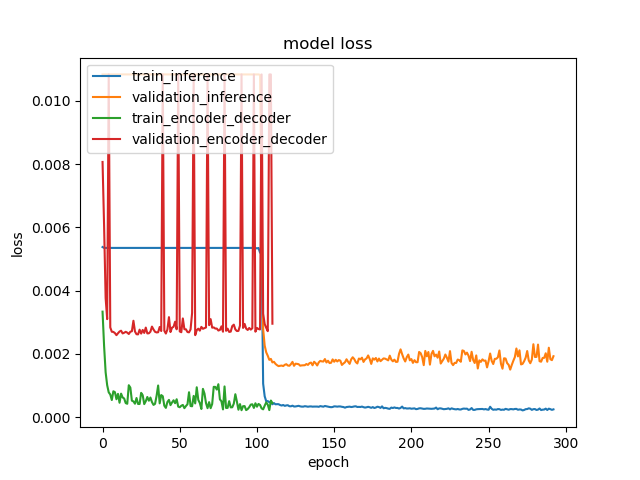 model loss
train_inference
validation_inference
train_encoder_decoder
validation_encoder_decoder
0.010
0.008
0.006
0.004
0.002
0.000
loss
0 50 100 150 200 250 300
epoch